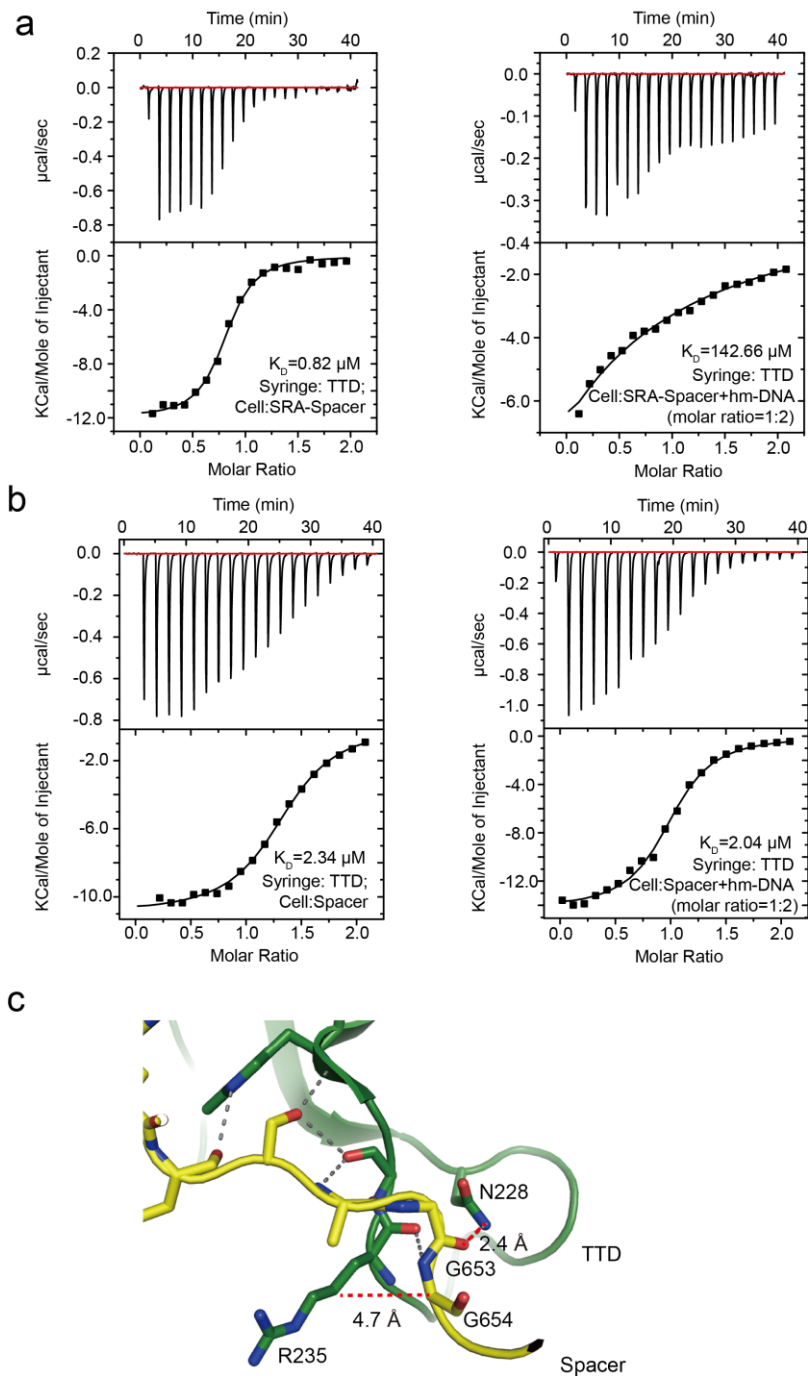 a
Time (min)
0 10 20 30 40
0.2
0.0
-0.2
-0.4
-0.6
-0.8
µcal/sec
0.0
-4.0
-8.0
-12.0
KCal/Mole of Injectant
K_D=0.82 µM
Syringe: TTD;
Cell:SRA-Spacer
0.0 0.5 1.0 1.5 2.0
Molar Ratio
Time (min)
0 10 20 30 40
0.0
-0.1
-0.2
-0.3
-0.4
µcal/sec
-2.0
-4.0
-6.0
KCal/Mole of Injectant
K_D=142.66 µM
Syringe: TTD
Cell:SRA-Spacer+hm-DNA
(molar ratio=1:2)
0.0 0.5 1.0 1.5 2.0
Molar Ratio
b
Time (min)
0 10 20 30 40
0.0
-0.2
-0.4
-0.6
-0.8
µcal/sec
-2.0
-6.0
-10.0
KCal/Mole of Injectant
K_D=2.34 µM
Syringe: TTD;
Cell:Spacer
0.0 0.5 1.0 1.5 2.0
Molar Ratio
Time (min)
0 10 20 30 40
0.0
-0.2
-0.4
-0.6
-0.8
-1.0
µcal/sec
0.0
-4.0
-8.0
-12.0
KCal/Mole of Injectant
K_D=2.04 µM
Syringe: TTD
Cell:Spacer+hm-DNA
(molar ratio=1:2)
0.0 0.5 1.0 1.5 2.0
Molar Ratio
c
N228
2.4 Å
TTD
G653
G654
4.7 Å
R235
Spacer